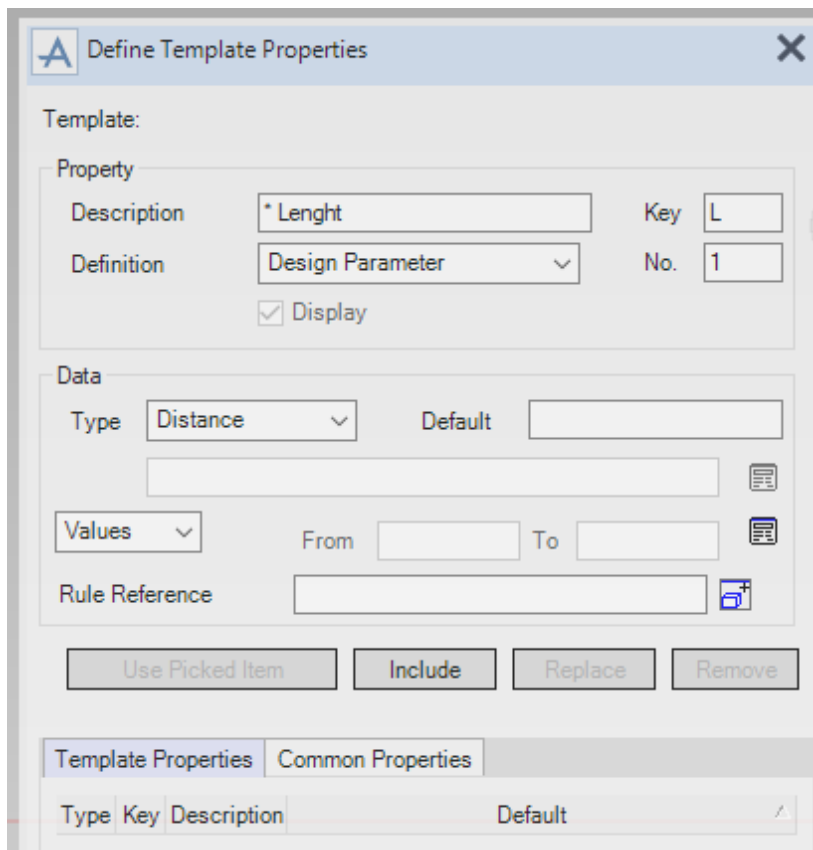 Define Template Properties
Template:
Property
Description * Lenght Key L
Definition Design Parameter No. 1
Display
Data
Type Distance Default
Values From To
Rule Reference
Use Picked Item Include Replace Remove
Template Properties Common Properties
Type Key Description Default